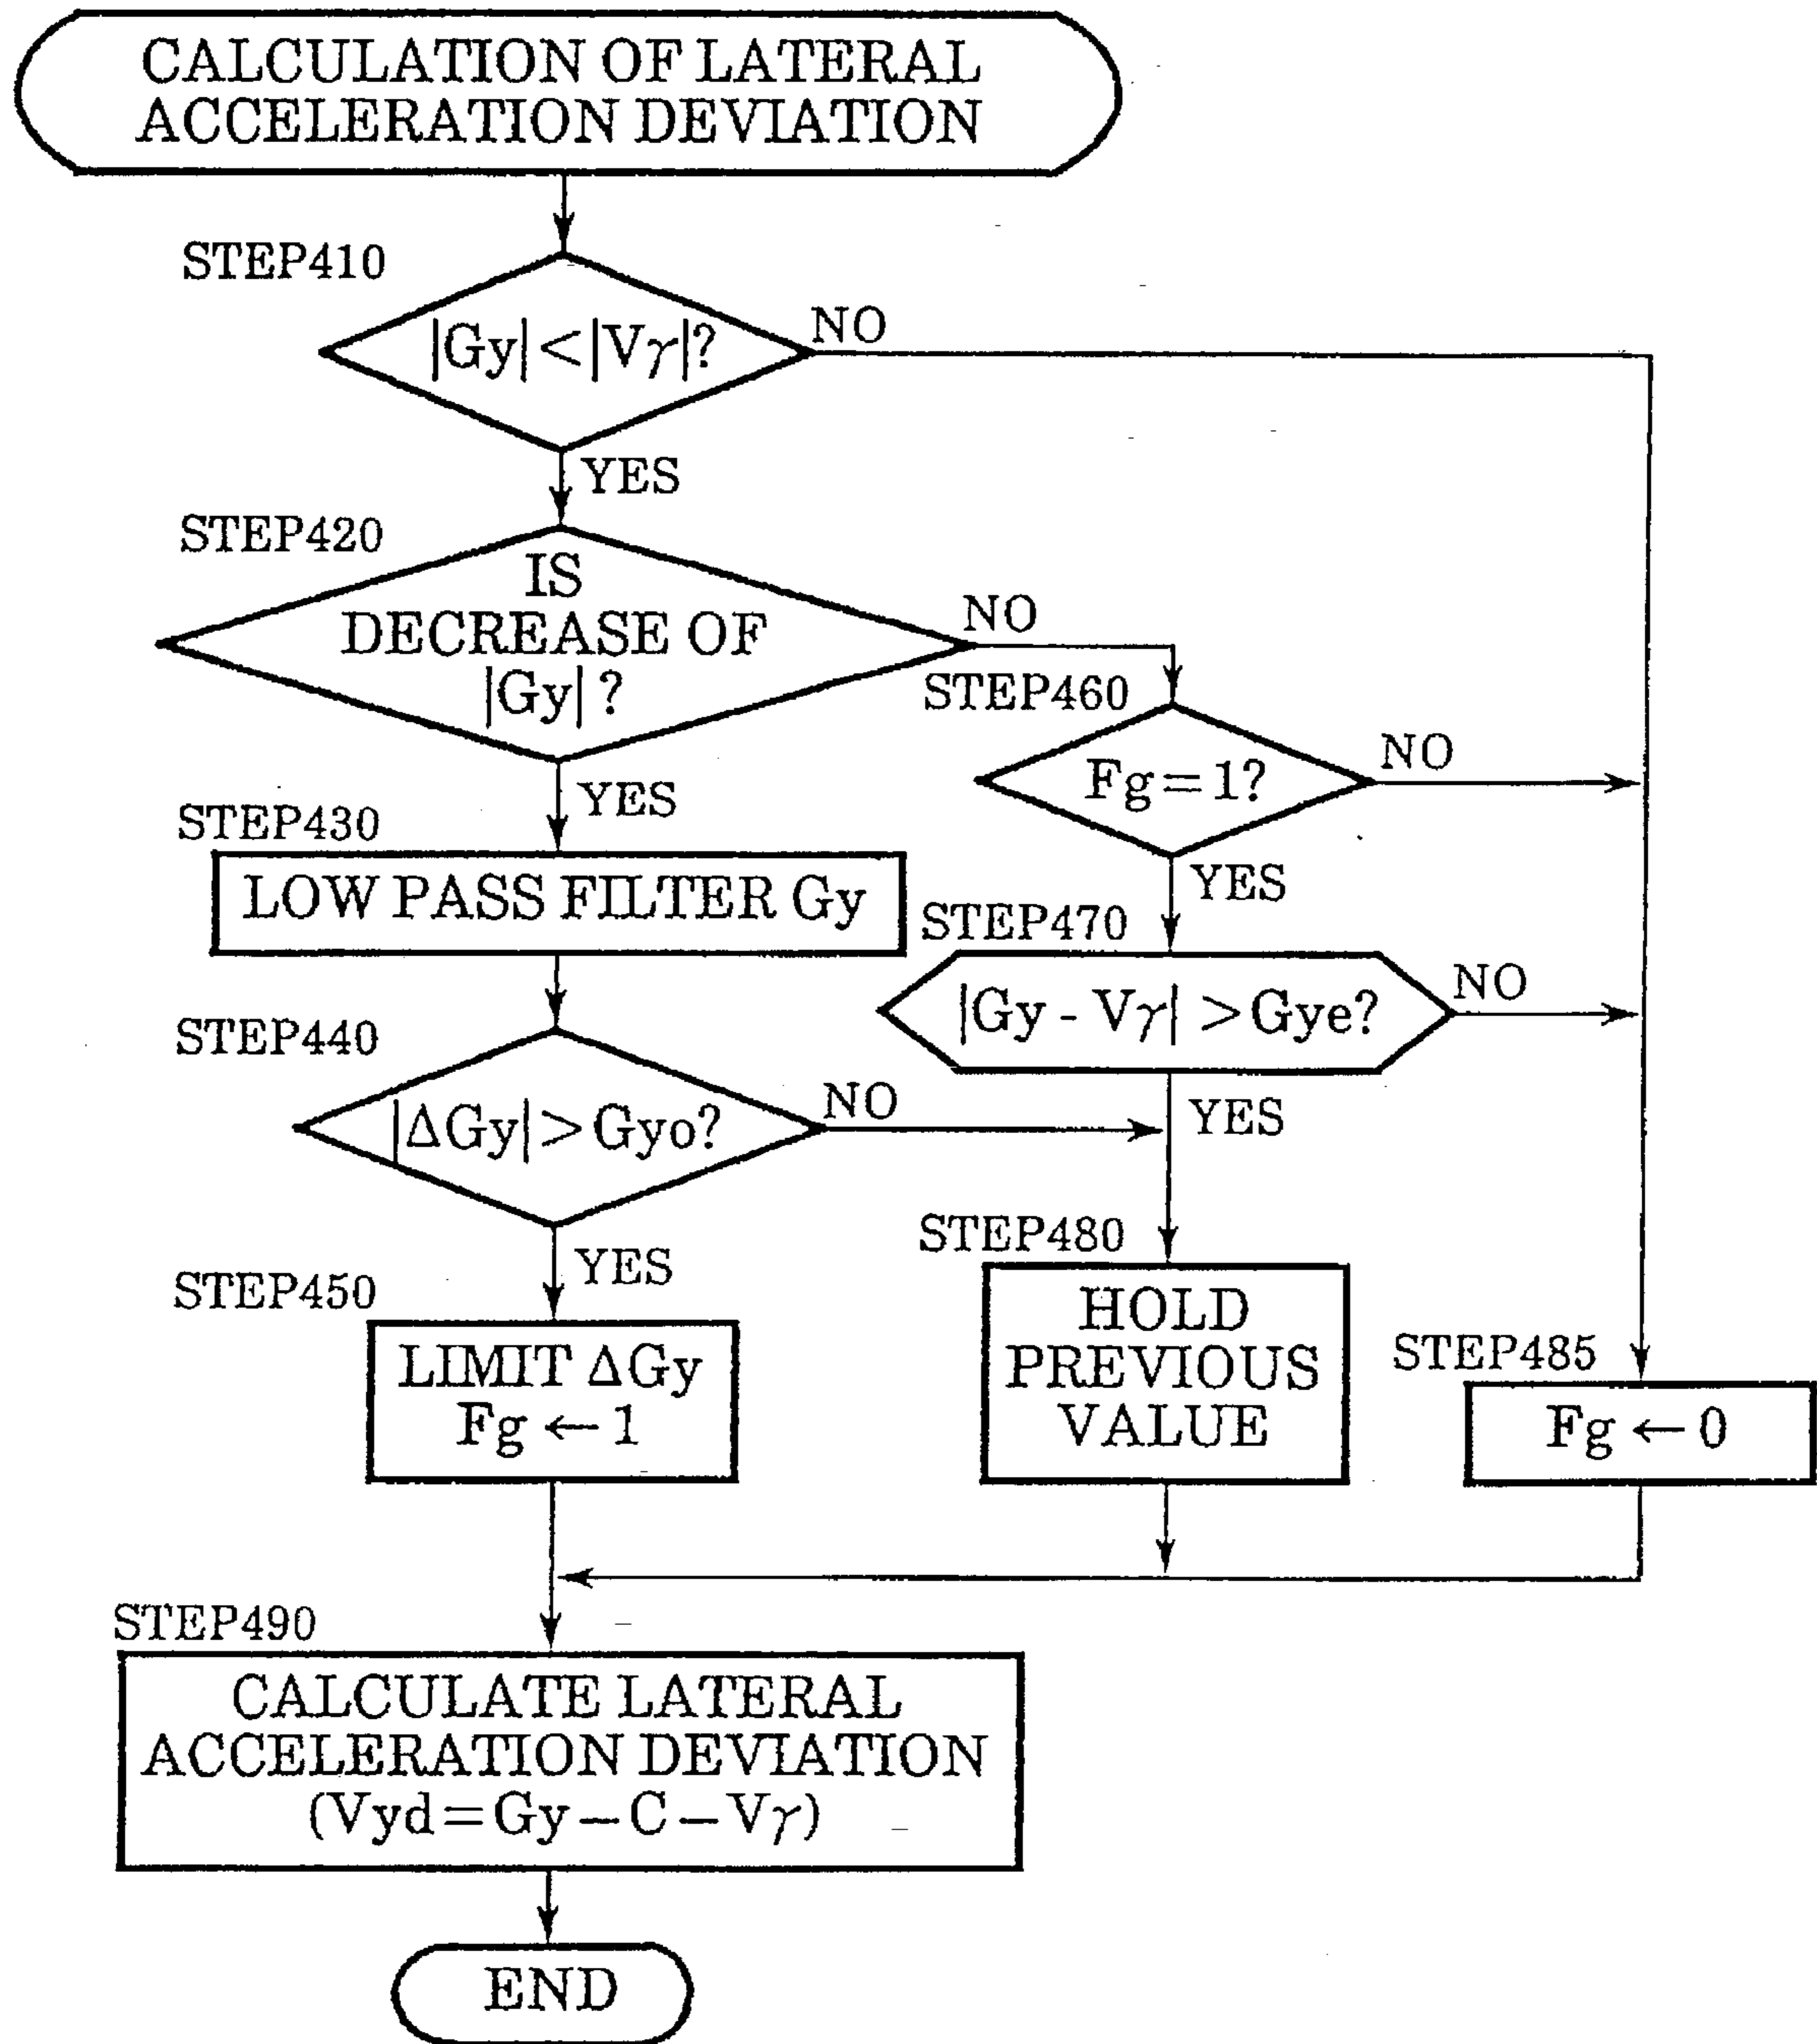 CALCULATION OF LATERAL
ACCELERATION DEVIATION
STEP410
|Gy|<|Vγ|?
NO
YES
STEP420
IS
DECREASE OF
|Gy|?
NO
YES
STEP460
Fg=1?
NO
YES
STEP430
LOW PASS FILTER Gy
STEP470
|Gy - Vγ| >Gye?
NO
YES
STEP440
|ΔGy|>Gyo?
NO
YES
STEP450
LIMIT ΔGy
Fg←1
STEP480
HOLD
PREVIOUS
VALUE
STEP485
Fg←0
STEP490
CALCULATE LATERAL
ACCELERATION DEVIATION
(Vyd=Gy−C−Vγ)
END